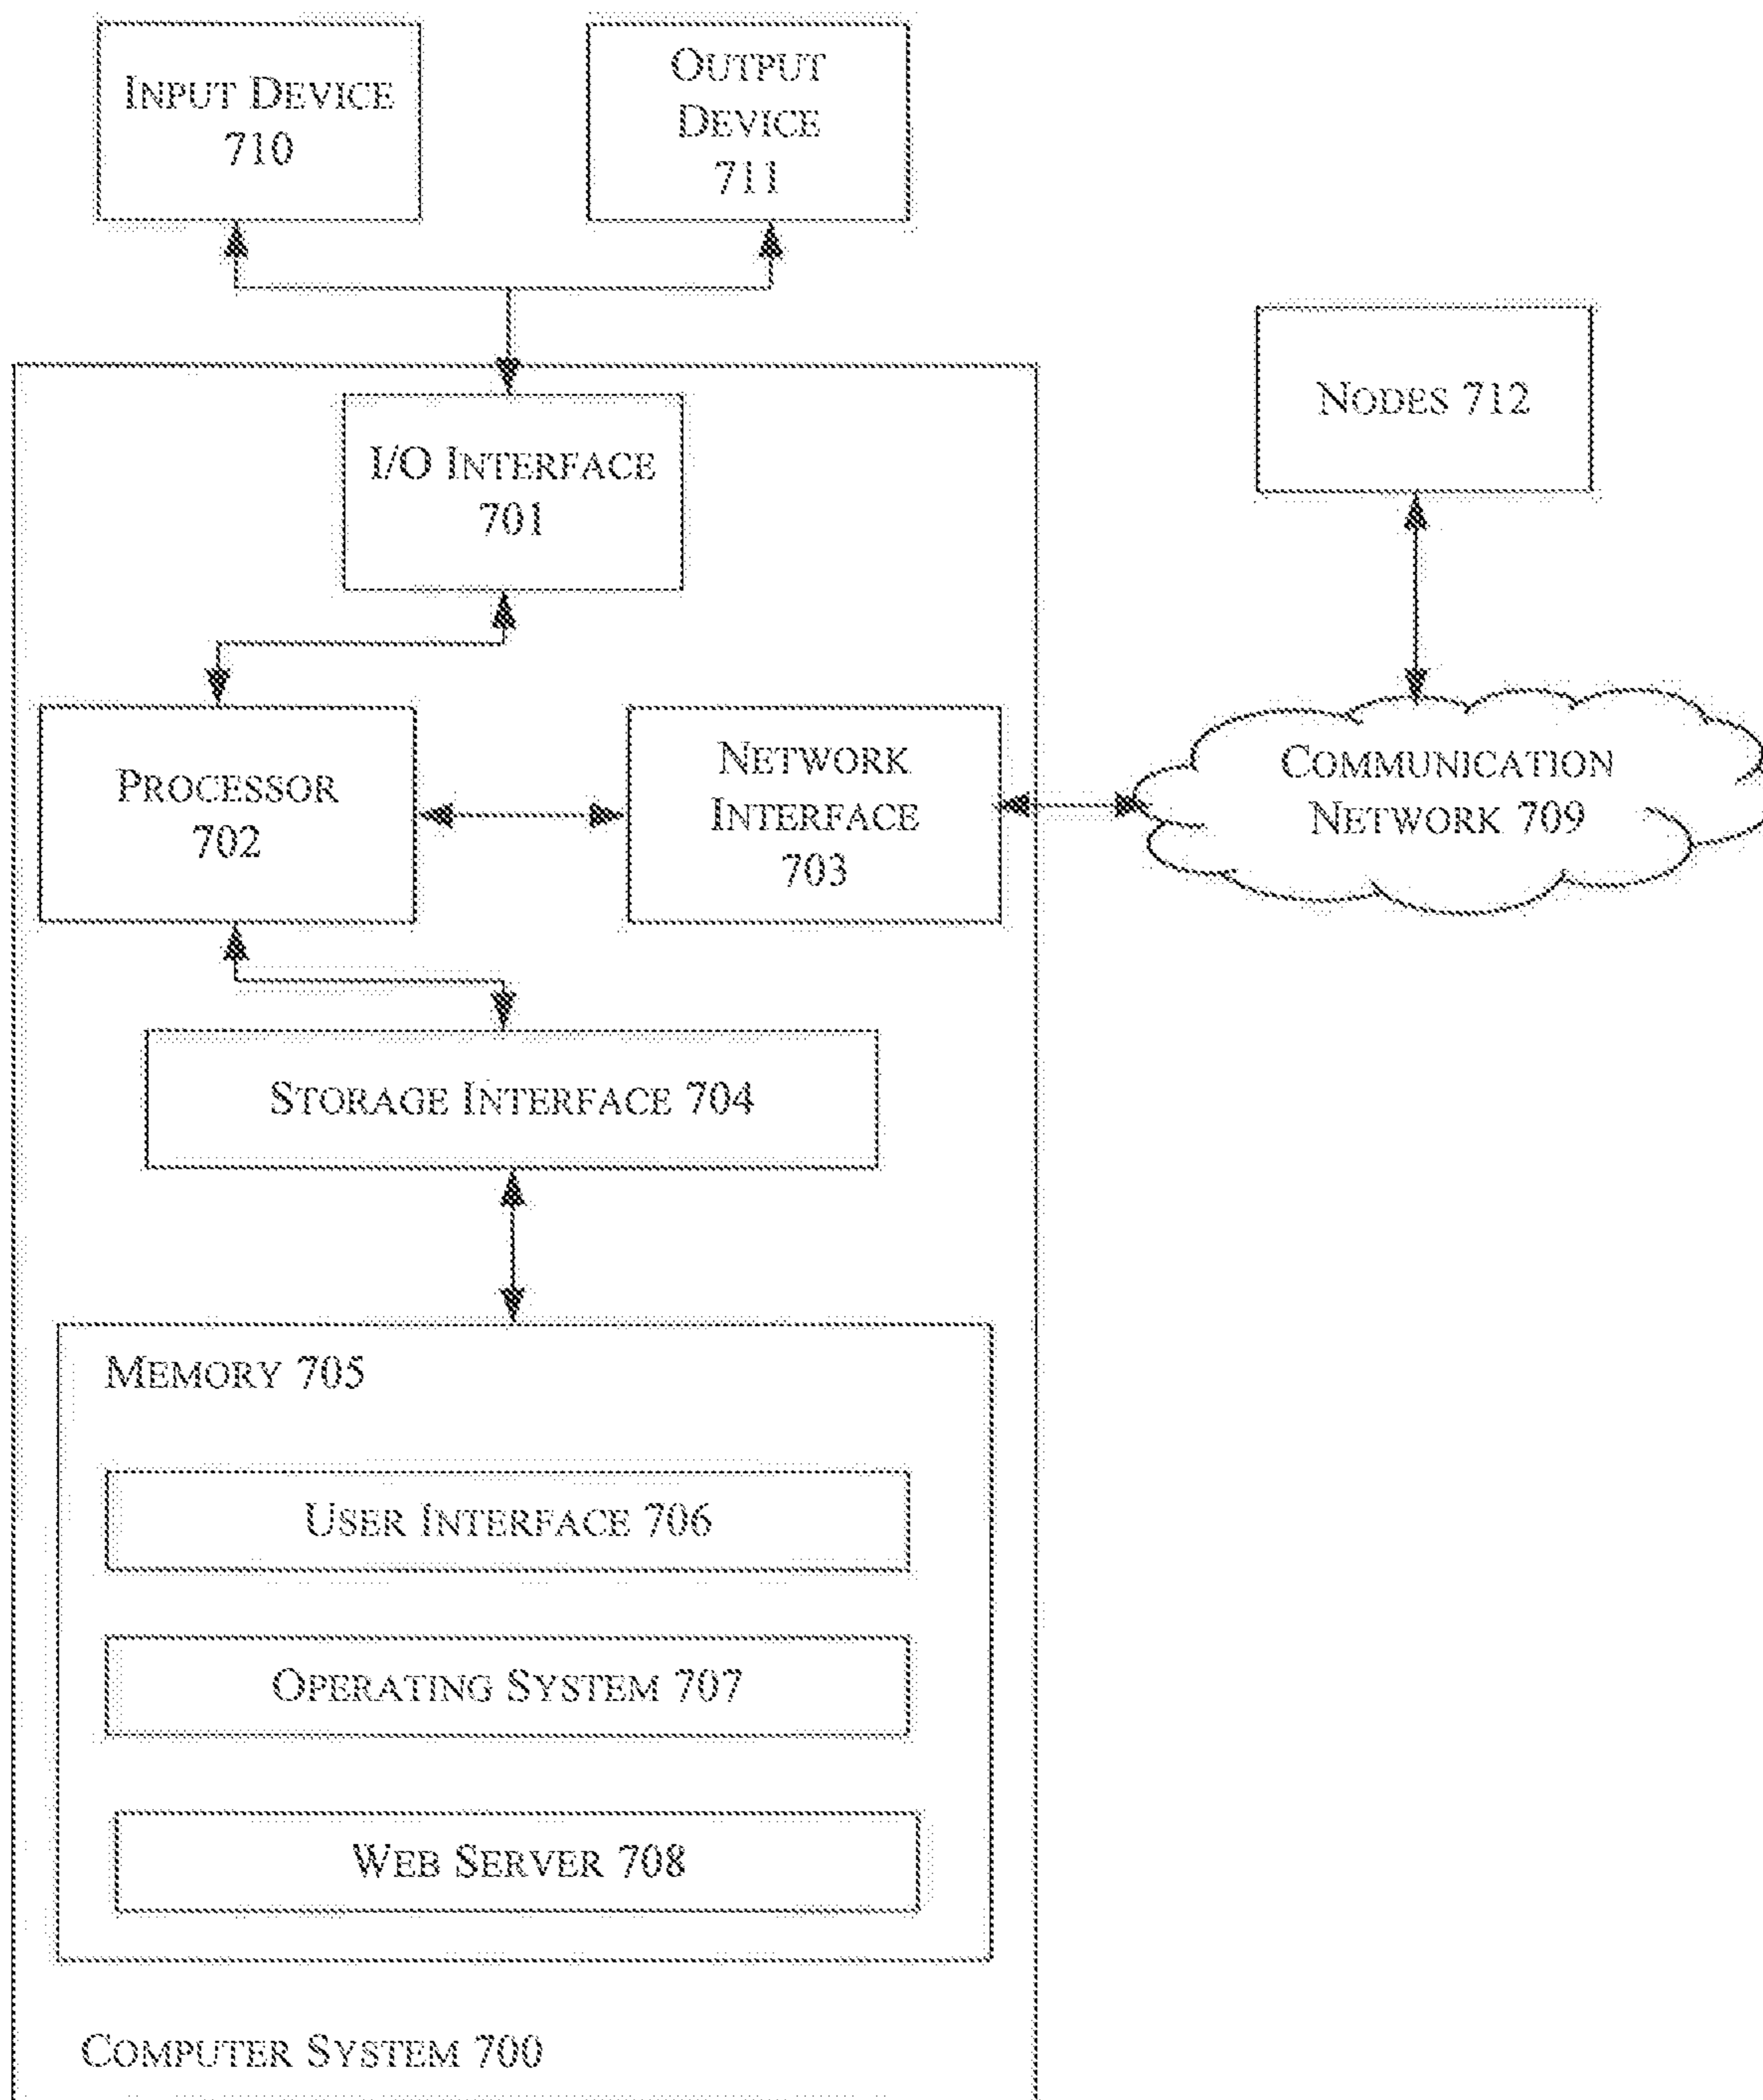 INPUT DEVICE
710
OUTPUT
DEVICE
711
I/O INTERFACE
701
NODES 712
PROCESSOR
702
NETWORK
INTERFACE
703
COMMUNICATION
NETWORK 709
STORAGE INTERFACE 704
MEMORY 705
USER INTERFACE 706
OPERATING SYSTEM 707
WEB SERVER 708
COMPUTER SYSTEM 700